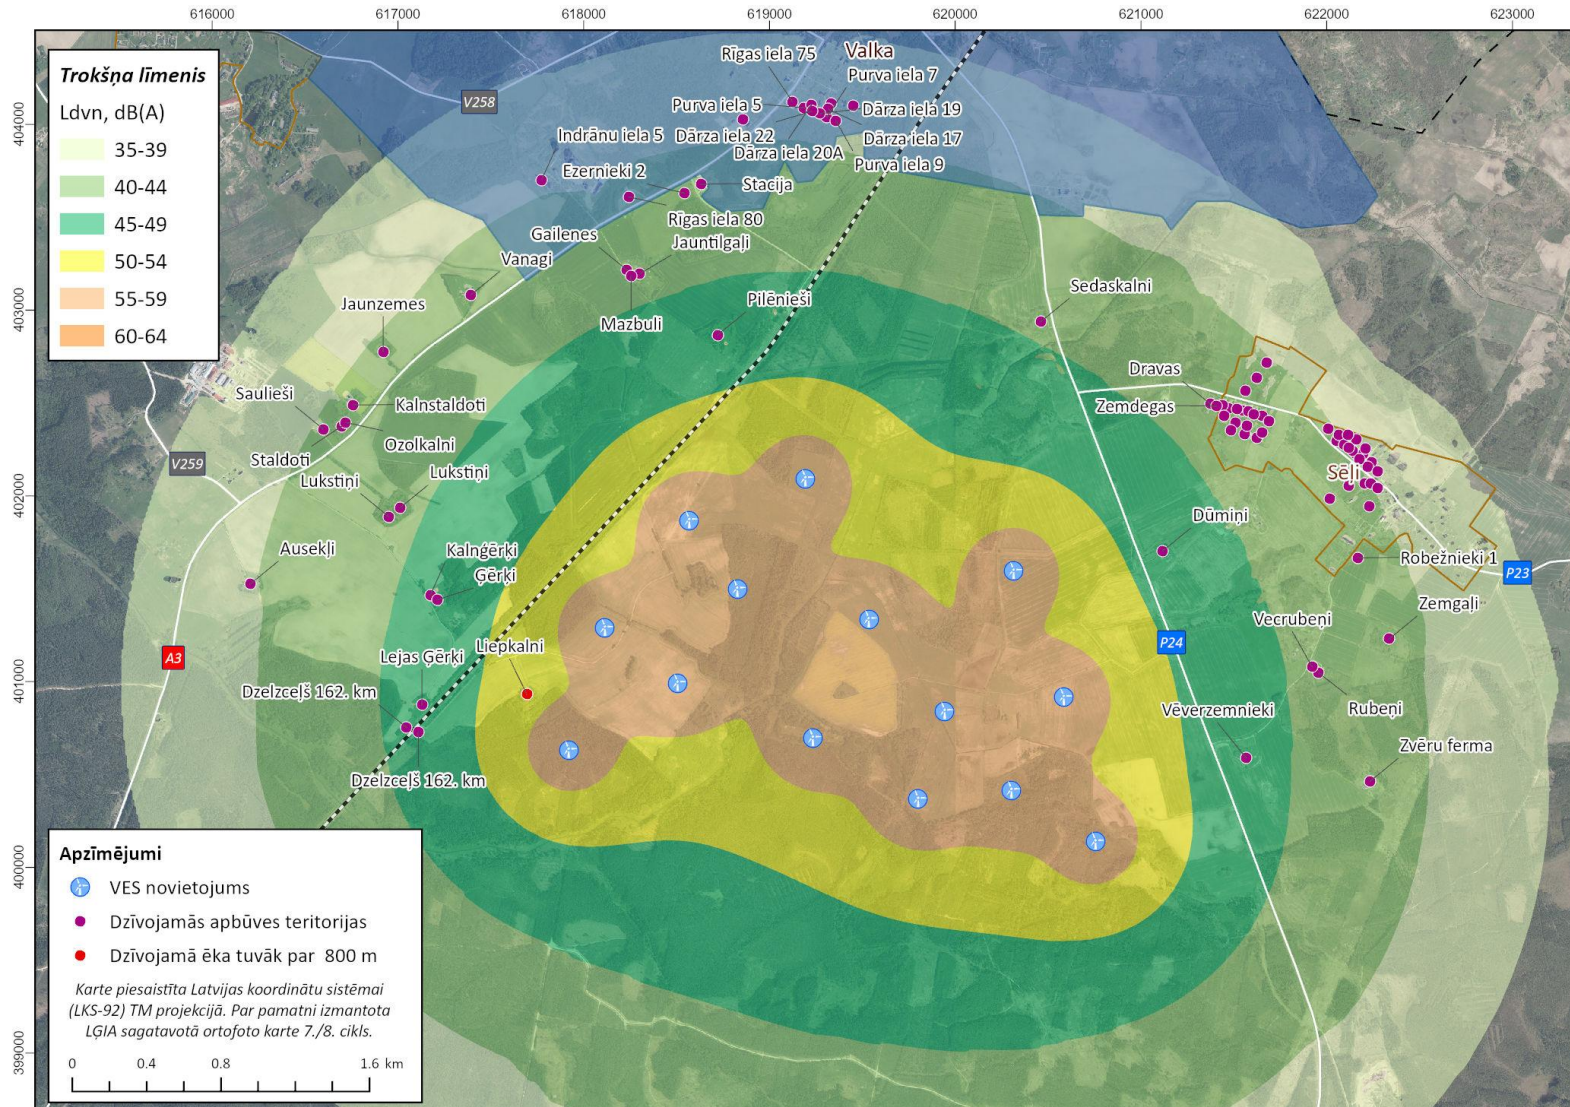 616000
617000
618000
619000
620000
621000
622000
623000
404000
403000
402000
401000
400000
399000
Trokšņa līmenis
Ldvn, dB(A)
35-39
40-44
45-49
50-54
55-59
60-64
Valka
Rīgas iela 75
Purva iela 7
Purva iela 5
Dārza iela 19
Dārza iela 22
Dārza iela 17
Dārza iela 20A
Purva iela 9
V258
Indrānu iela 5
Ezernieki 2
Stacija
Rīgas iela 80
Gailenes
Jauntilgaļi
Vanagi
Mazbuli
Pilēnieši
Jaunzemes
Sedaskalni
Dravas
Zemdegas
Saulieši
Kalnstaldoti
Ozolkalni
Staldoti
V259
Lukstiņi
Lukstiņi
Sēļi
Dūmiņi
Ausekļi
Kalnģērķi
Ģērķi
Robežnieki 1
P23
Zemgaļi
Vecrubeņi
P24
A3
Liepkalni
Lejas Ģērķi
Dzelzceļš 162. km
Rubeņi
Vēverzemnieki
Zvēru ferma
Dzelzceļš 162. km
Apzīmējumi
VES novietojums
Dzīvojamās apbūves teritorijas
Dzīvojamā ēka tuvāk par 800 m
Karte piesaistīta Latvijas koordinātu sistēmai
(LKS-92) TM projekcijā. Par pamatni izmantota
LĢIA sagatavotā ortofoto karte 7./8. cikls.
0 0.4 0.8 1.6 km